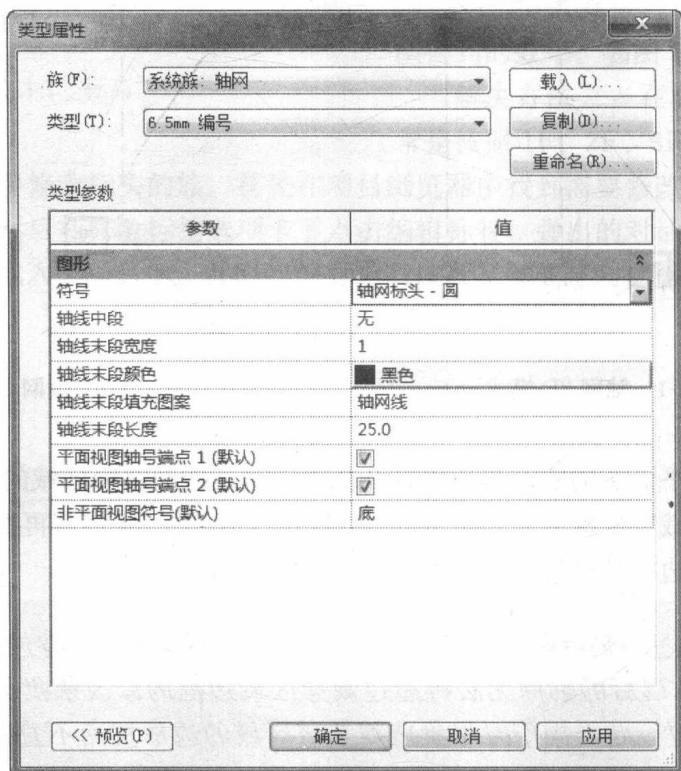 类型属性
族(F): 系统族: 轴网 载入(L)...
类型(T): 6.5mm 编号 复制(D)...
重命名(R)...
类型参数
参数 值
图形
符号 轴网标头 - 圆
轴线中段 无
轴线末段宽度 1
轴线末段颜色 黑色
轴线末段填充图案 轴网线
轴线末段长度 25.0
平面视图轴号端点 1 (默认)
平面视图轴号端点 2 (默认)
非平面视图符号(默认) 底
<< 预览(P) 确定 取消 应用